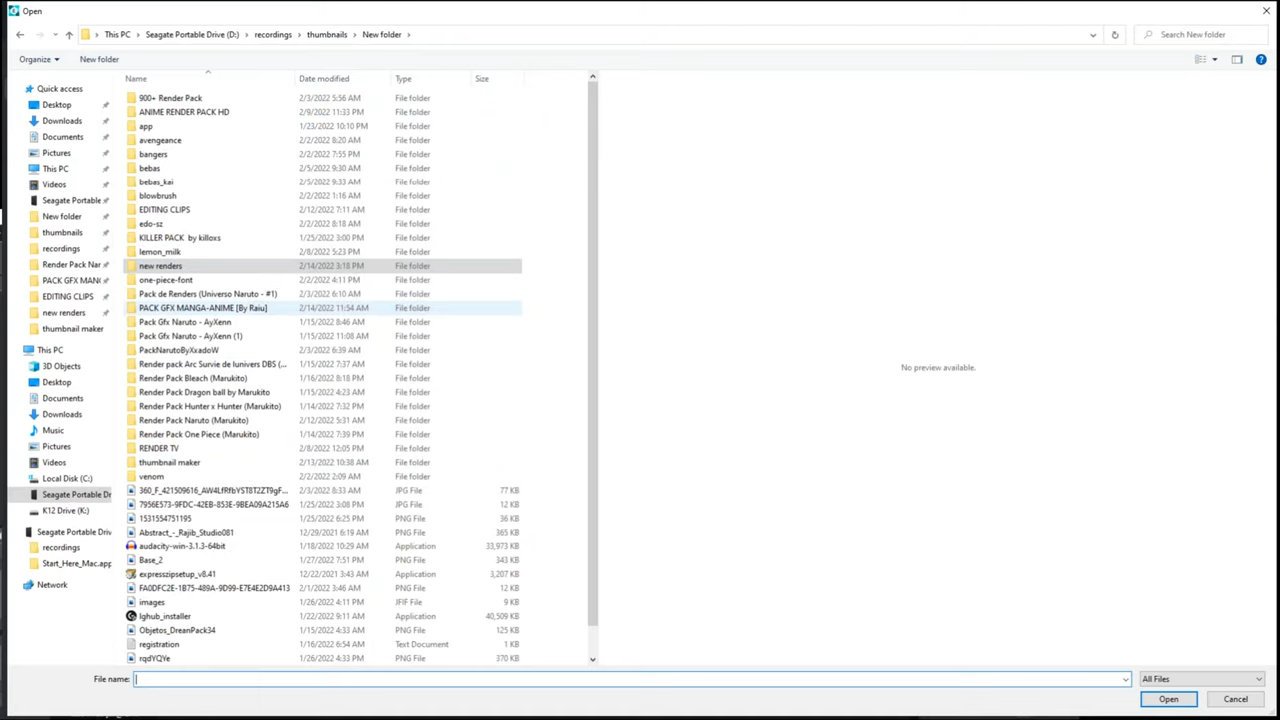 Open
This PC > Seagate Portable Drive (D:) > recordings > thumbnails > New folder >
Search New folder
Organize
New folder
Name
Date modified
Type
Size
Quick access
Desktop
Downloads
Documents
Pictures
This PC
Videos
Seagate Portable
New folder
thumbnails
recordings
Render Pack Nar
PACK GFX MAN
EDITING CLIPS
new renders
thumbnail maker
This PC
3D Objects
Desktop
Documents
Downloads
Music
Pictures
Videos
Local Disk (C:)
Seagate Portable Dr
K12 Drive (K:)
Seagate Portable Driv
recordings
Start_Here_Mac.app
Network
900+ Render Pack 2/3/2022 5:56 AM File folder
ANIME RENDER PACK HD 2/9/2022 11:33 PM File folder
app 1/23/2022 10:10 PM File folder
avengeance 2/2/2022 8:20 AM File folder
bangers 2/2/2022 7:55 PM File folder
bebas 2/5/2022 9:30 AM File folder
bebas_kai 2/5/2022 9:33 AM File folder
blowbrush 2/2/2022 1:16 AM File folder
EDITING CLIPS 2/12/2022 7:11 AM File folder
edo-sz 2/2/2022 8:18 AM File folder
KILLER PACK by killoxs 1/25/2022 3:00 PM File folder
lemon_milk 2/8/2022 5:23 PM File folder
new renders 2/14/2022 3:18 PM File folder
one-piece-font 2/2/2022 4:11 PM File folder
Pack de Renders (Universo Naruto - #1) 2/3/2022 6:10 AM File folder
PACK GFX MANGA-ANIME [By Raiu] 2/14/2022 11:54 AM File folder
Pack Gfx Naruto - AyXenn 1/15/2022 8:46 AM File folder
Pack Gfx Naruto - AyXenn (1) 1/15/2022 11:08 AM File folder
PackNarutoByXxadoW 2/3/2022 6:39 AM File folder
Render pack Arc Survie de lunivers DBS (... 1/15/2022 7:37 AM File folder
Render Pack Bleach (Marukito) 1/16/2022 8:18 PM File folder
Render Pack Dragon ball by Marukito 1/15/2022 4:23 AM File folder
Render Pack Hunter x Hunter (Marukito) 1/14/2022 7:32 PM File folder
Render Pack Naruto (Marukito) 2/12/2022 5:31 AM File folder
Render Pack One Piece (Marukito) 1/14/2022 7:39 PM File folder
RENDER TV 2/8/2022 12:05 PM File folder
thumbnail maker 2/13/2022 10:38 AM File folder
venom 2/2/2022 2:09 AM File folder
360_F_421509616_AW4LfRfbYST8T2ZT9gF... 2/3/2022 8:33 AM JPG File 77 KB
7956E573-9FDC-42EB-853E-9BEA09A215A6 1/25/2022 3:08 PM JPG File 12 KB
1531554751195 1/25/2022 6:25 PM PNG File 36 KB
Abstract_-_Rajib_Studio081 12/29/2021 6:19 AM PNG File 365 KB
audacity-win-3.1.3-64bit 1/18/2022 10:29 AM Application 33,973 KB
Base_2 1/27/2022 7:51 PM PNG File 343 KB
expresszipsetup_v8.41 12/22/2021 3:43 AM Application 3,207 KB
FA0DFC2E-1B75-489A-9D99-E7E4E2D9A413 2/1/2022 3:46 AM PNG File 12 KB
images 1/26/2022 4:11 PM JFIF File 9 KB
lghub_installer 1/22/2022 9:11 AM Application 40,509 KB
Objetos_DreanPack34 1/15/2022 4:33 AM PNG File 125 KB
registration 1/16/2022 6:54 AM Text Document 1 KB
rqdYQYe 1/26/2022 4:33 PM PNG File 370 KB
No preview available.
File name:
All Files
Open
Cancel